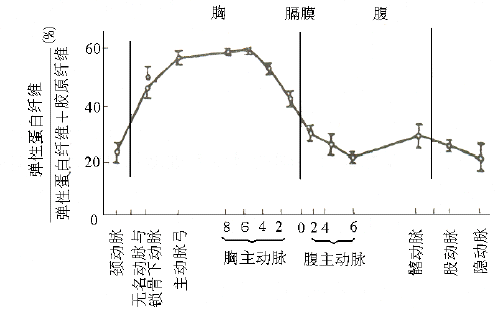 胸 膈膜 腹
(%)
弹性蛋白纤维
弹性蛋白纤维＋胶原纤维
60
40
20
0
颈动脉
无名动脉与
锁骨下动脉
主动脉弓
8 6 4 2 0 2 4 6
胸主动脉 腹主动脉
髂动脉
股动脉
隐动脉